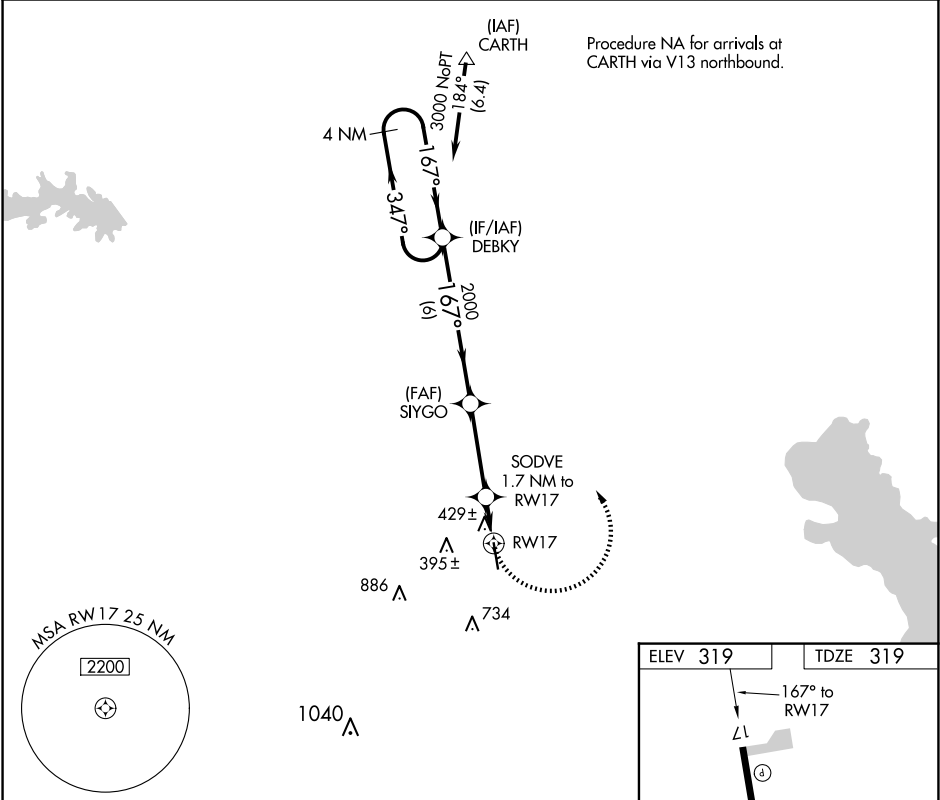 (IAF)
CARTH
Procedure NA for arrivals at
CARTH via V13 northbound.
3000 NoPT
184°
(6.4)
4 NM
167°
347°
(IF/IAF)
DEBKY
2000
167°
(6)
(FAF)
SIYGO
SODVE
1.7 NM to
RW17
429±
RW17
395±
886
734
MSA RW17 25 NM
2200
1040
ELEV 319
TDZE 319
167° to
RW17
17
P